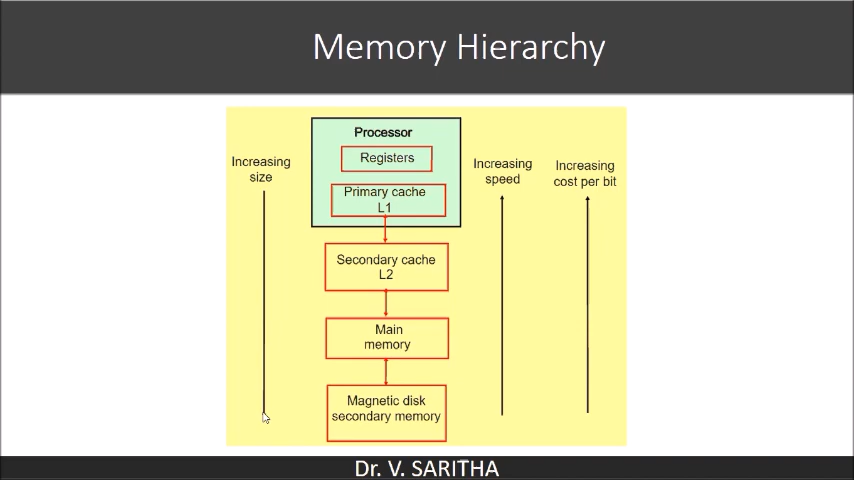 Memory Hierarchy
Processor
Registers
Primary cache
L1
Secondary cache
L2
Main
memory
Magnetic disk
secondary memory
Increasing
size
Increasing
speed
Increasing
cost per bit
Dr. V. SARITHA